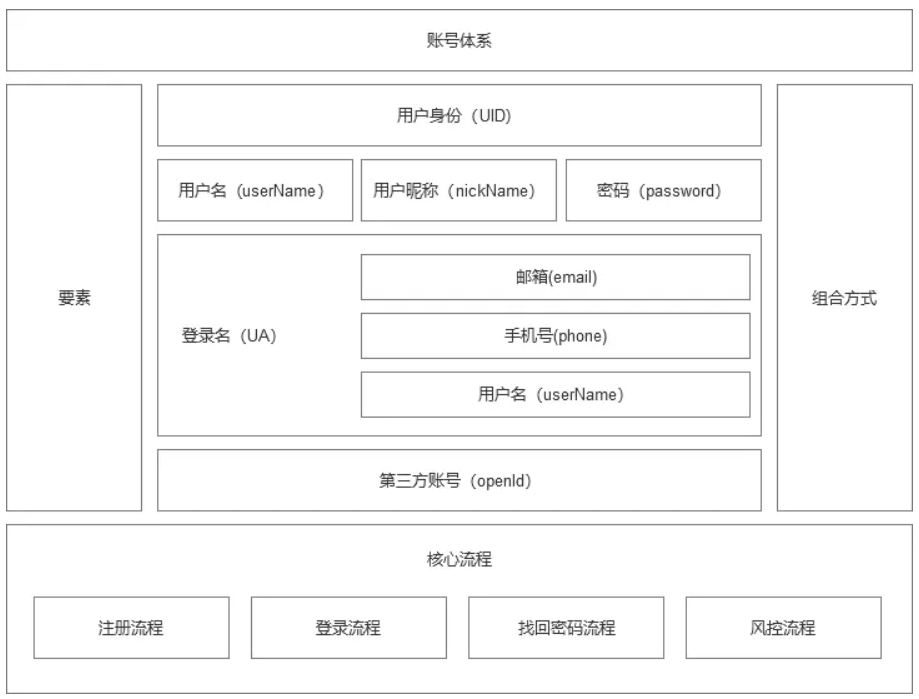 账号体系
要素
用户身份（UID)
用户名（userName）
用户昵称（nickName）
密码（password）
登录名（UA）
邮箱(email)
手机号(phone)
用户名（userName）
第三方账号（openId）
组合方式
核心流程
注册流程
登录流程
找回密码流程
风控流程